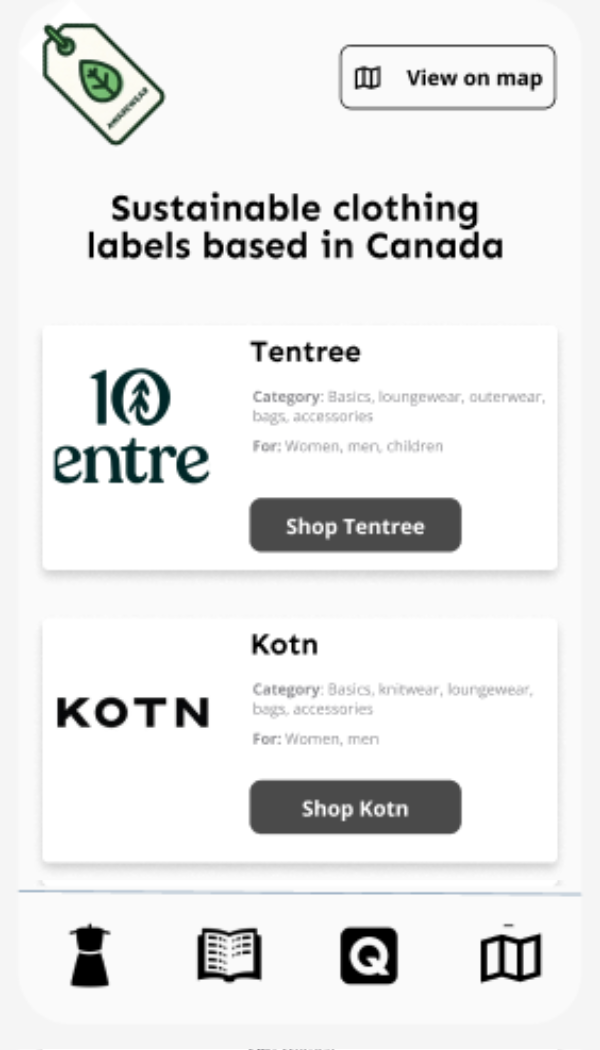 AWAREWEAR
View on map
Sustainable clothing
labels based in Canada
10
entre
Tentree
Category: Basics, loungewear, outerwear,
bags, accessories
For: Women, men, children
Shop Tentree
KOTN
Kotn
Category: Basics, knitwear, loungewear,
bags, accessories
For: Women, men
Shop Kotn
Q